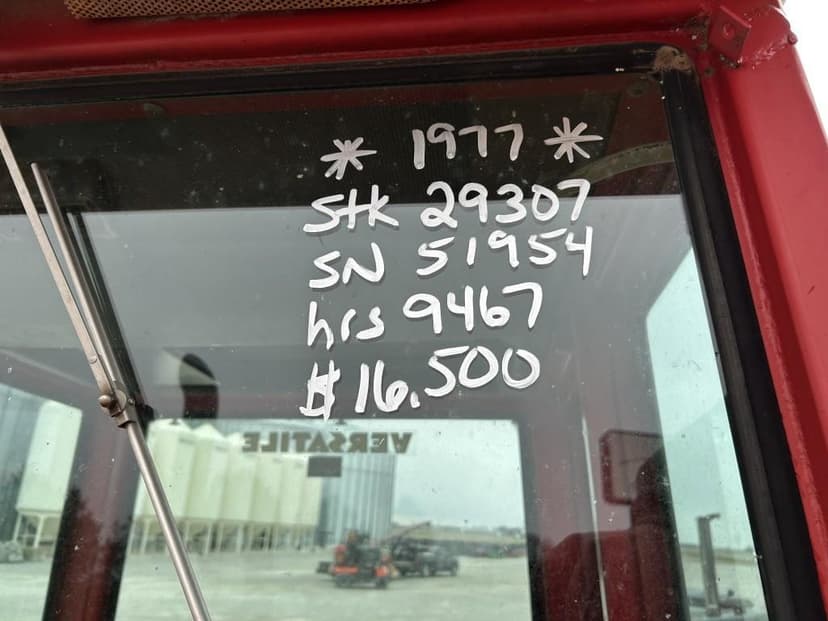 * 1977 *
Stk 29307
SN 51954
hrs 9467
$16.500
VERSATILE